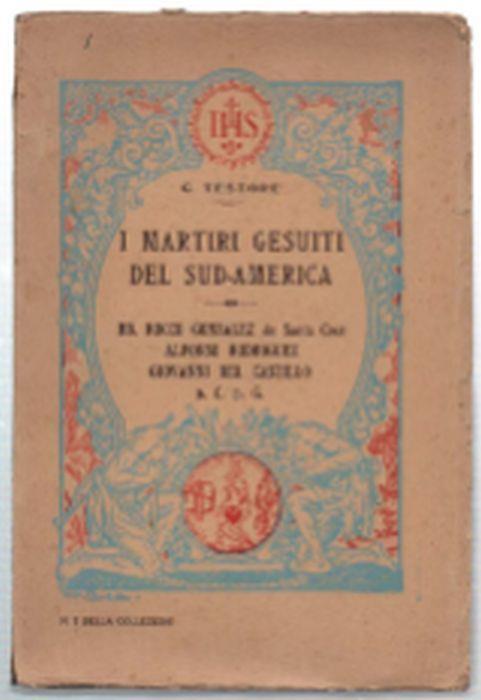 IHS
C. TESTORE
I MARTIRI GESUITI
DEL SUD-AMERICA
BB. ROCCO GONZALEZ de Santa Cruz
ALFONSO RODRIGUEZ
GIOVANNI DEL CASTILLO
D. C. D. G.
DELLA COLLEZIONE